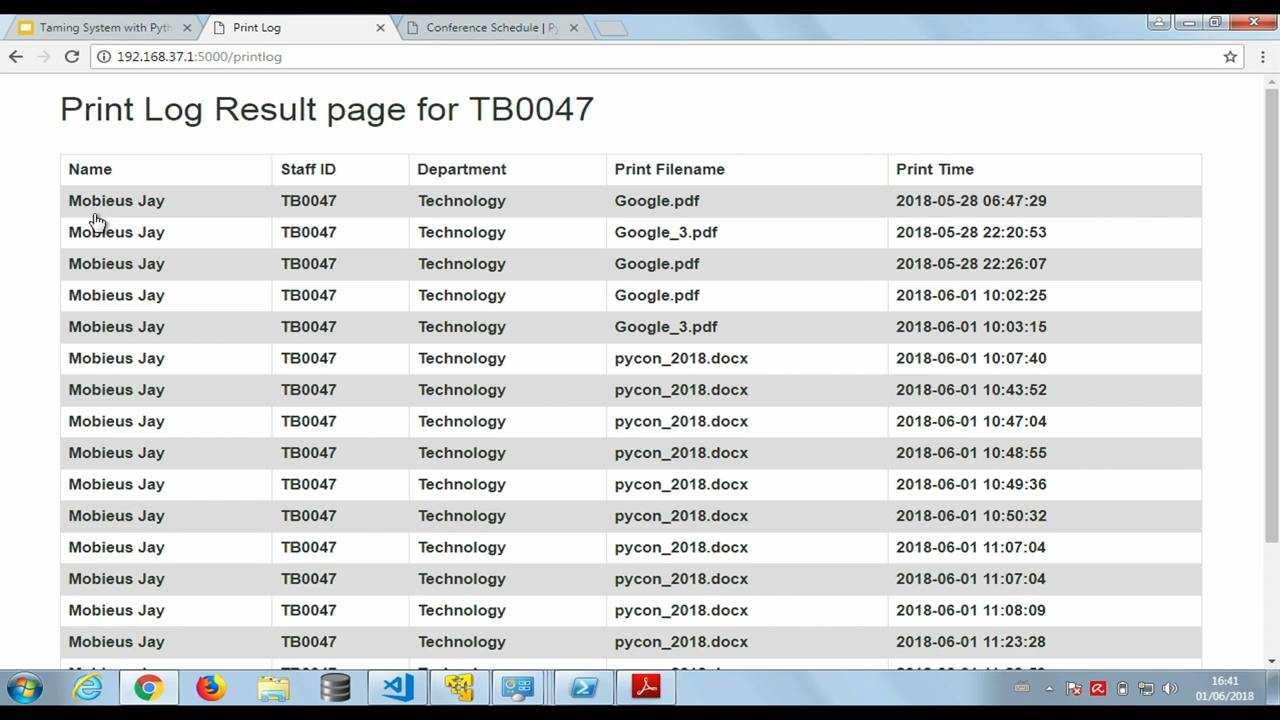 Taming System with Pyth
Print Log
Conference Schedule | Py
192.168.37.1:5000/printlog
Print Log Result page for TB0047
Name Staff ID Department Print Filename Print Time
Mobieus Jay TB0047 Technology Google.pdf 2018-05-28 06:47:29
Mobieus Jay TB0047 Technology Google_3.pdf 2018-05-28 22:20:53
Mobieus Jay TB0047 Technology Google.pdf 2018-05-28 22:26:07
Mobieus Jay TB0047 Technology Google.pdf 2018-06-01 10:02:25
Mobieus Jay TB0047 Technology Google_3.pdf 2018-06-01 10:03:15
Mobieus Jay TB0047 Technology pycon_2018.docx 2018-06-01 10:07:40
Mobieus Jay TB0047 Technology pycon_2018.docx 2018-06-01 10:43:52
Mobieus Jay TB0047 Technology pycon_2018.docx 2018-06-01 10:47:04
Mobieus Jay TB0047 Technology pycon_2018.docx 2018-06-01 10:48:55
Mobieus Jay TB0047 Technology pycon_2018.docx 2018-06-01 10:49:36
Mobieus Jay TB0047 Technology pycon_2018.docx 2018-06-01 10:50:32
Mobieus Jay TB0047 Technology pycon_2018.docx 2018-06-01 11:07:04
Mobieus Jay TB0047 Technology pycon_2018.docx 2018-06-01 11:07:04
Mobieus Jay TB0047 Technology pycon_2018.docx 2018-06-01 11:08:09
Mobieus Jay TB0047 Technology pycon_2018.docx 2018-06-01 11:23:28
16:41
01/06/2018